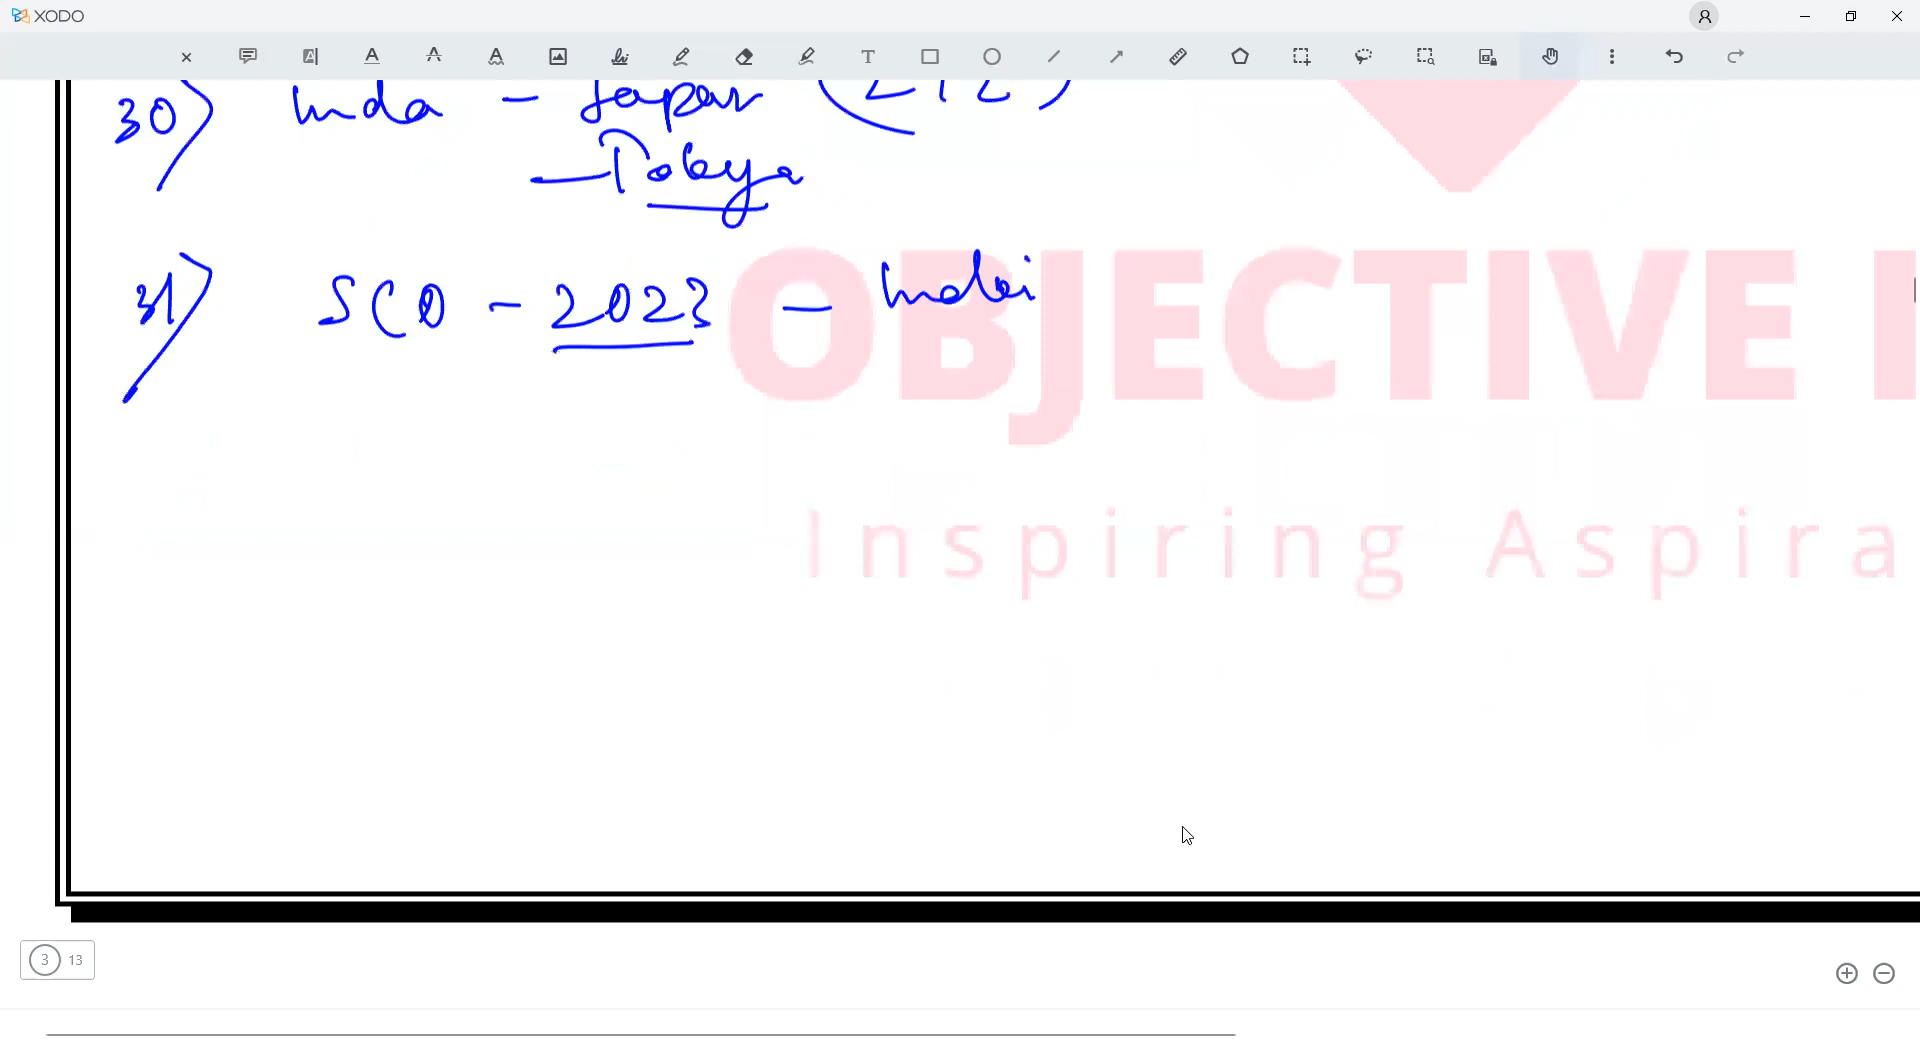 XODO
30) India - Japan (2+2)
- Tokyo
31) SCO - 2023 - India
OBJECTIVE I
Inspiring Aspira
3 13